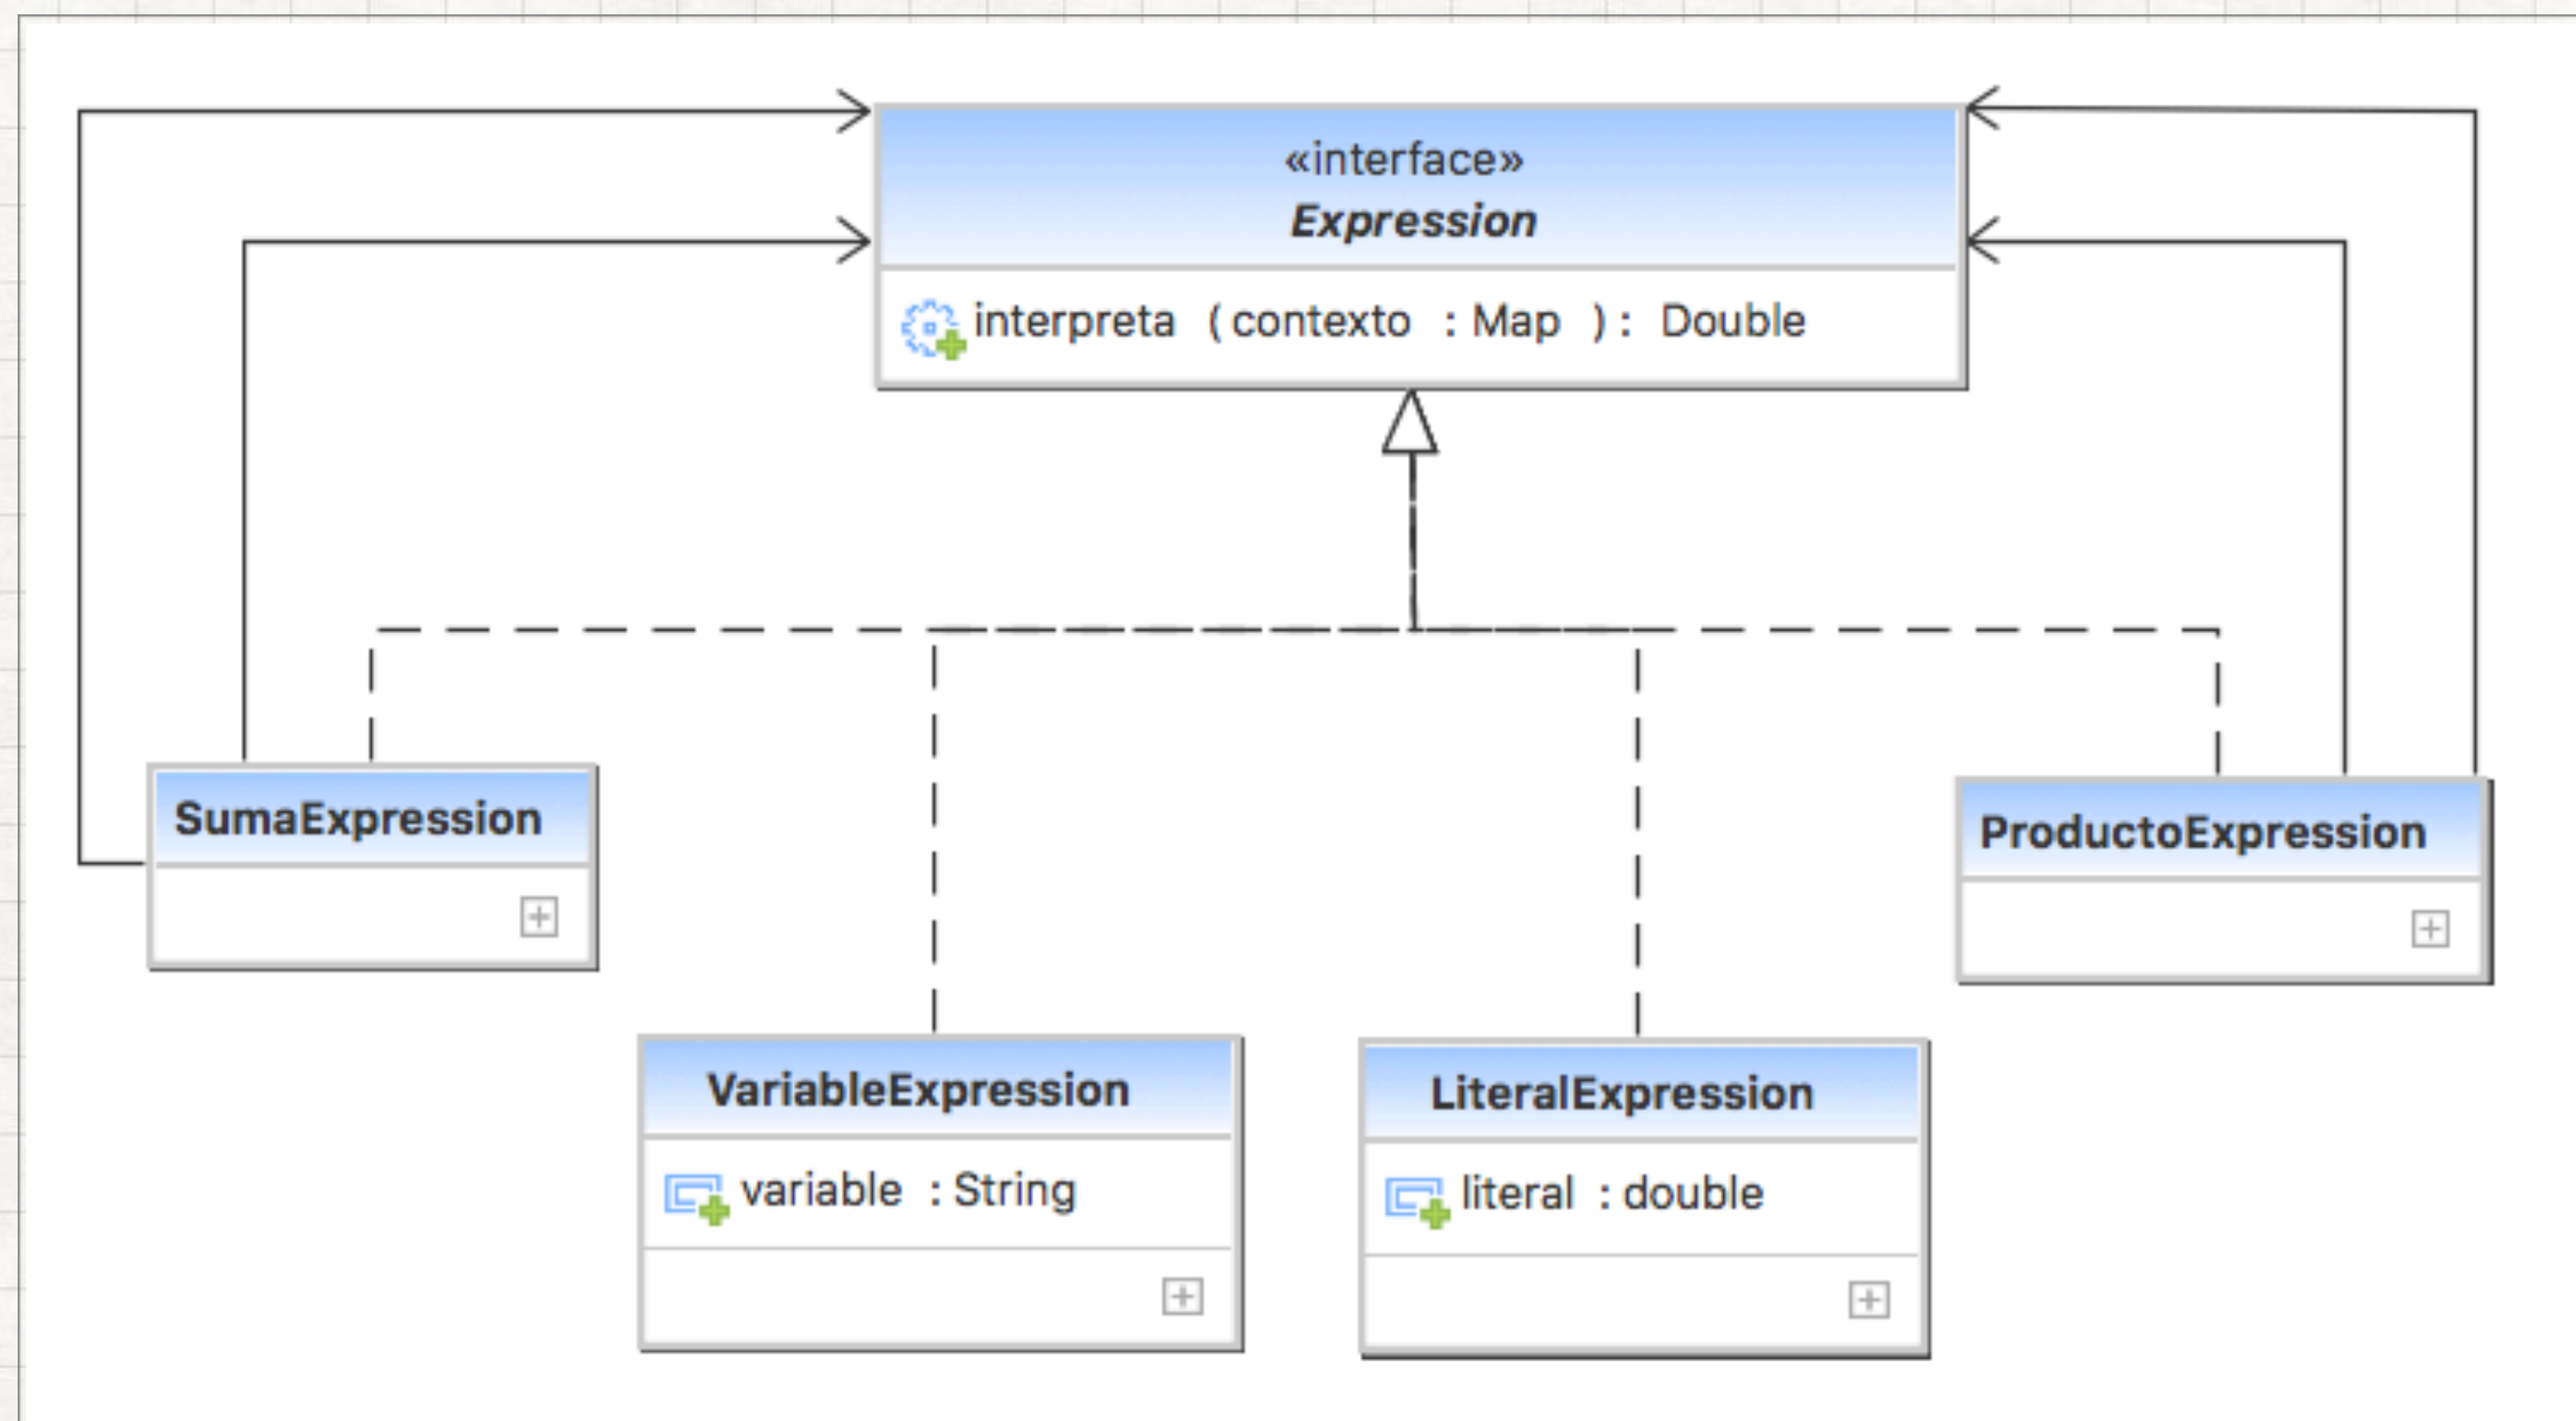 «interface»
Expression
interpreta (contexto : Map ) : Double
SumaExpression
ProductoExpression
VariableExpression
variable : String
LiteralExpression
literal : double